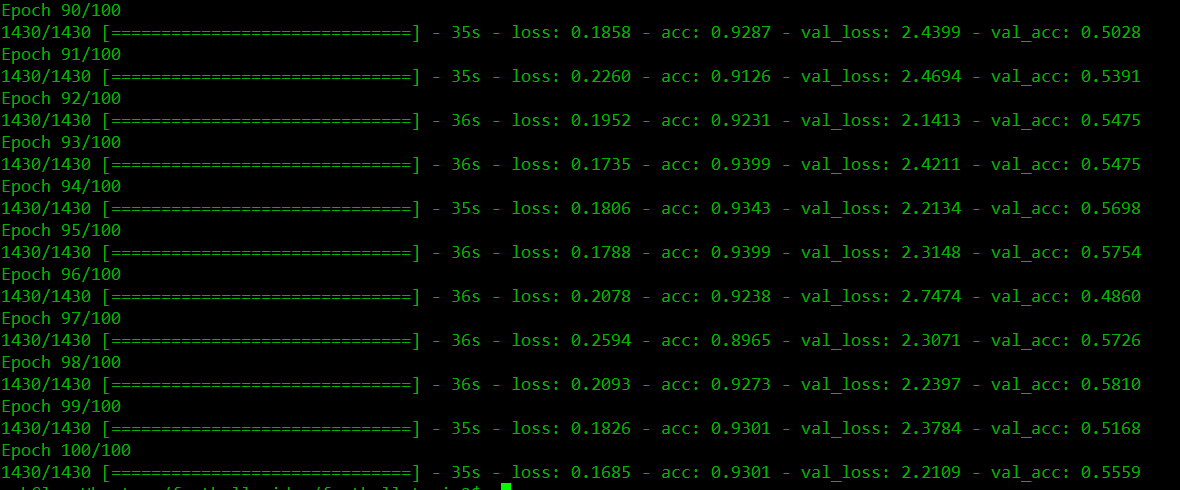 Epoch 90/100
1430/1430 [==============================] - 35s - loss: 0.1858 - acc: 0.9287 - val_loss: 2.4399 - val_acc: 0.5028
Epoch 91/100
1430/1430 [==============================] - 35s - loss: 0.2260 - acc: 0.9126 - val_loss: 2.4694 - val_acc: 0.5391
Epoch 92/100
1430/1430 [==============================] - 36s - loss: 0.1952 - acc: 0.9231 - val_loss: 2.1413 - val_acc: 0.5475
Epoch 93/100
1430/1430 [==============================] - 36s - loss: 0.1735 - acc: 0.9399 - val_loss: 2.4211 - val_acc: 0.5475
Epoch 94/100
1430/1430 [==============================] - 35s - loss: 0.1806 - acc: 0.9343 - val_loss: 2.2134 - val_acc: 0.5698
Epoch 95/100
1430/1430 [==============================] - 36s - loss: 0.1788 - acc: 0.9399 - val_loss: 2.3148 - val_acc: 0.5754
Epoch 96/100
1430/1430 [==============================] - 36s - loss: 0.2078 - acc: 0.9238 - val_loss: 2.7474 - val_acc: 0.4860
Epoch 97/100
1430/1430 [==============================] - 36s - loss: 0.2594 - acc: 0.8965 - val_loss: 2.3071 - val_acc: 0.5726
Epoch 98/100
1430/1430 [==============================] - 36s - loss: 0.2093 - acc: 0.9273 - val_loss: 2.2397 - val_acc: 0.5810
Epoch 99/100
1430/1430 [==============================] - 35s - loss: 0.1826 - acc: 0.9301 - val_loss: 2.3784 - val_acc: 0.5168
Epoch 100/100
1430/1430 [==============================] - 35s - loss: 0.1685 - acc: 0.9301 - val_loss: 2.2109 - val_acc: 0.5559